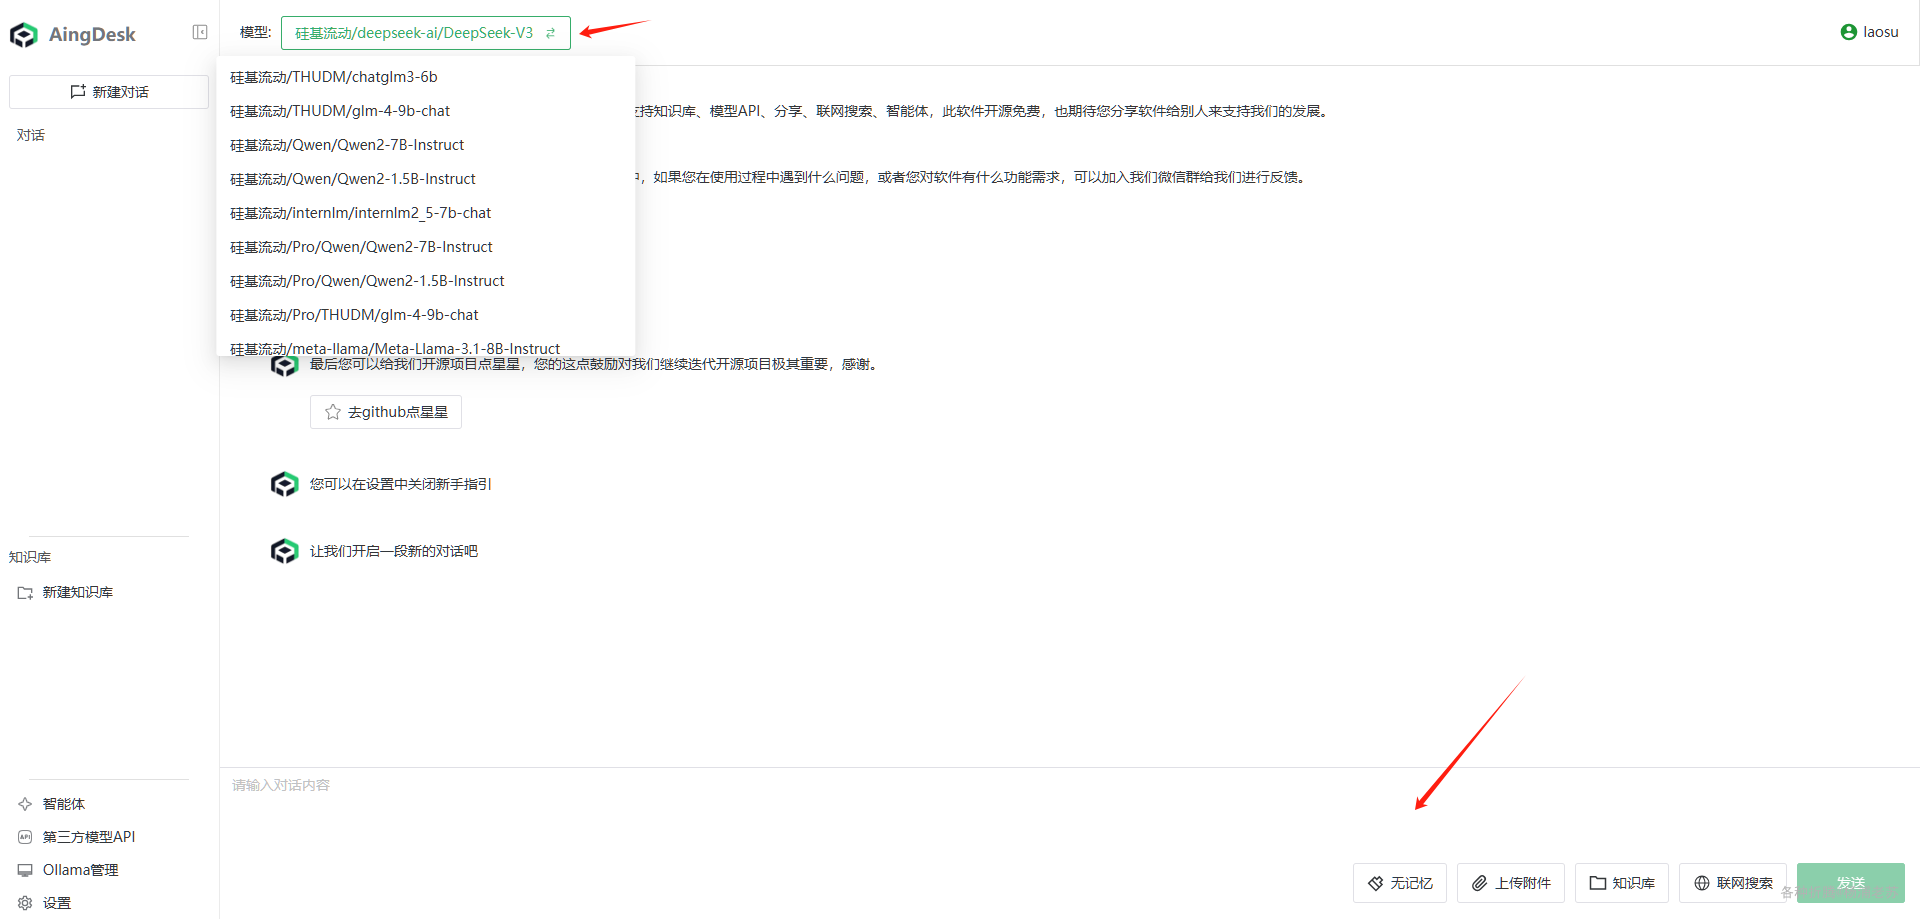 AingDesk
新建对话
对话
知识库
新建知识库
智能体
API 第三方模型API
Ollama管理
设置
模型: 硅基流动/deepseek-ai/DeepSeek-V3
laosu
硅基流动/THUDM/chatglm3-6b
硅基流动/THUDM/glm-4-9b-chat
硅基流动/Qwen/Qwen2-7B-Instruct
硅基流动/Qwen/Qwen2-1.5B-Instruct
硅基流动/internlm/internlm2_5-7b-chat
硅基流动/Pro/Qwen/Qwen2-7B-Instruct
硅基流动/Pro/Qwen/Qwen2-1.5B-Instruct
硅基流动/Pro/THUDM/glm-4-9b-chat
硅基流动/meta-llama/Meta-Llama-3.1-8B-Instruct
持知识库、模型API、分享、联网搜索、智能体，此软件开源免费，也期待您分享软件给别人来支持我们的发展。
，如果您在使用过程中遇到什么问题，或者您对软件有什么功能需求，可以加入我们微信群给我们进行反馈。
最后您可以给我们开源项目点星星，您的这点鼓励对我们继续迭代开源项目极其重要，感谢。
去github点星星
您可以在设置中关闭新手指引
让我们开启一段新的对话吧
请输入对话内容
无记忆
上传附件
知识库
联网搜索
发送